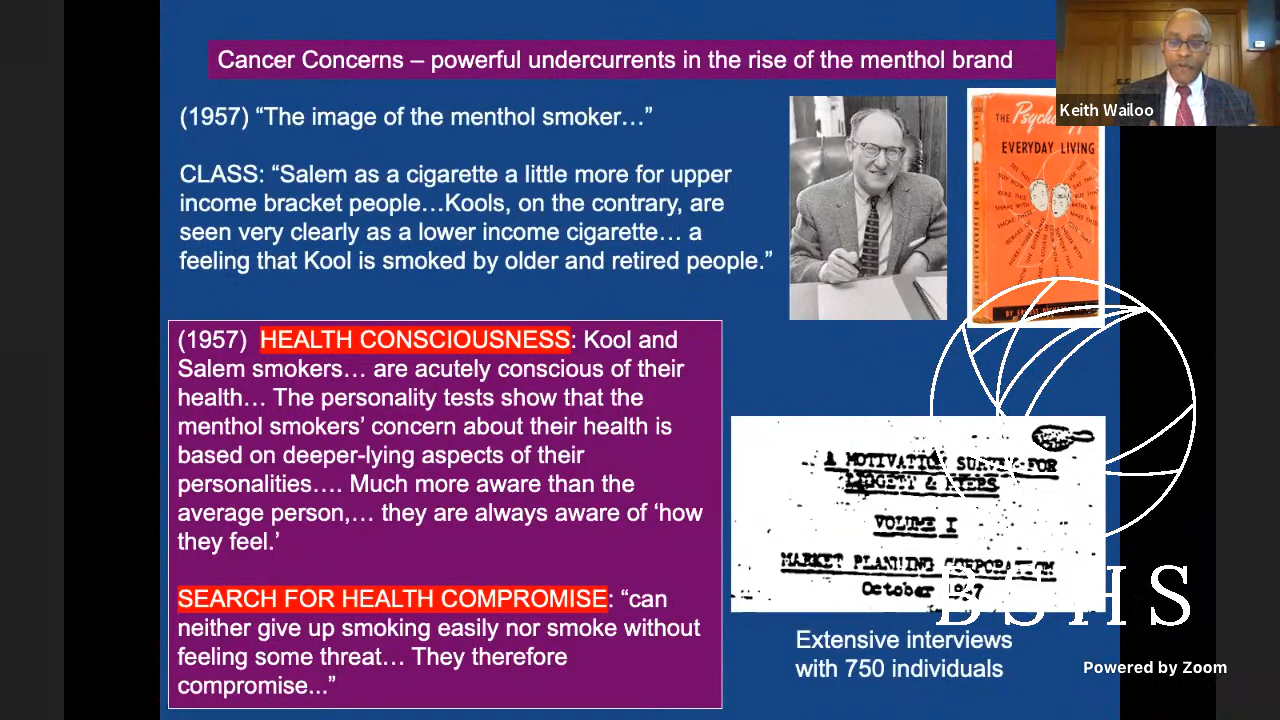 Cancer Concerns – powerful undercurrents in the rise of the menthol brand
Keith Wailoo
(1957) “The image of the menthol smoker…”
CLASS: “Salem as a cigarette a little more for upper
income bracket people…Kools, on the contrary, are
seen very clearly as a lower income cigarette… a
feeling that Kool is smoked by older and retired people.”
THE
EVERYDAY LIVING
(1957) HEALTH CONSCIOUSNESS: Kool and
Salem smokers… are acutely conscious of their
health… The personality tests show that the
menthol smokers’ concern about their health is
based on deeper-lying aspects of their
personalities…. Much more aware than the
average person,… they are always aware of ‘how
they feel.’
SEARCH FOR HEALTH COMPROMISE: “can
neither give up smoking easily nor smoke without
feeling some threat… They therefore
compromise...”
A MOTIVATION SURVEY FOR
LIGGETT & MYERS
VOLUME I
MARKET PLANNING CORPORATION
October
BSHS
Extensive interviews
with 750 individuals
Powered by Zoom